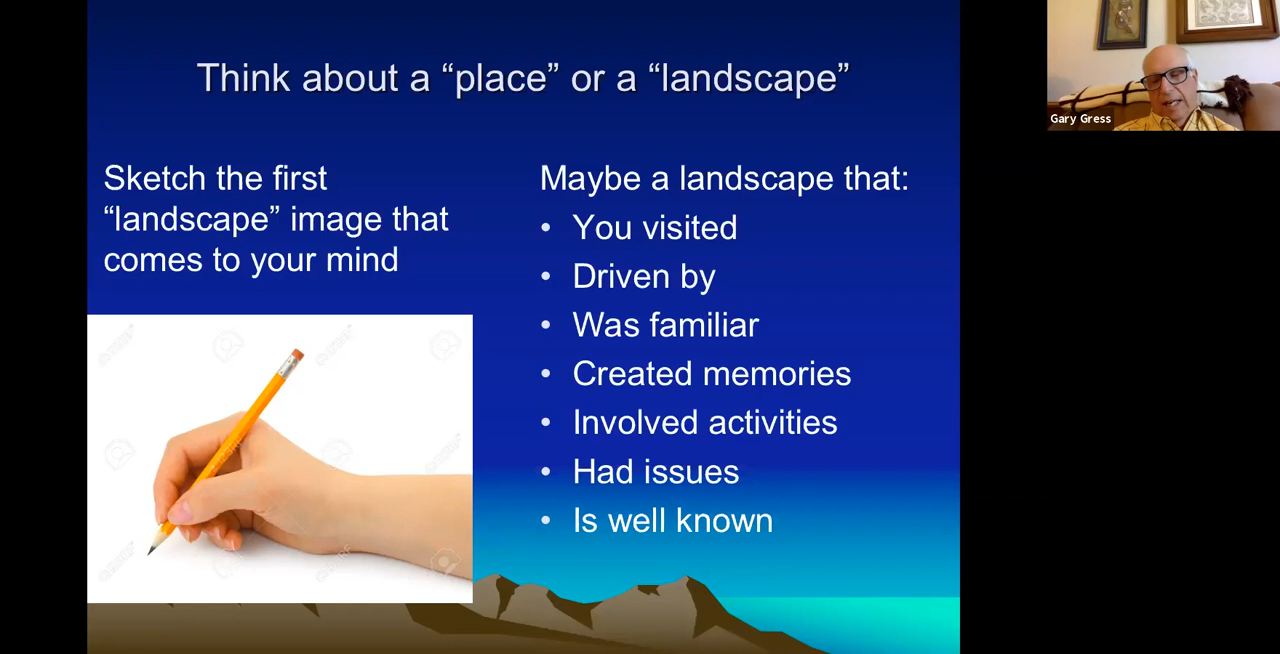 Think about a “place” or a “landscape”
Sketch the first
“landscape” image that
comes to your mind
Maybe a landscape that:
• You visited
• Driven by
• Was familiar
• Created memories
• Involved activities
• Had issues
• Is well known
Gary Gress